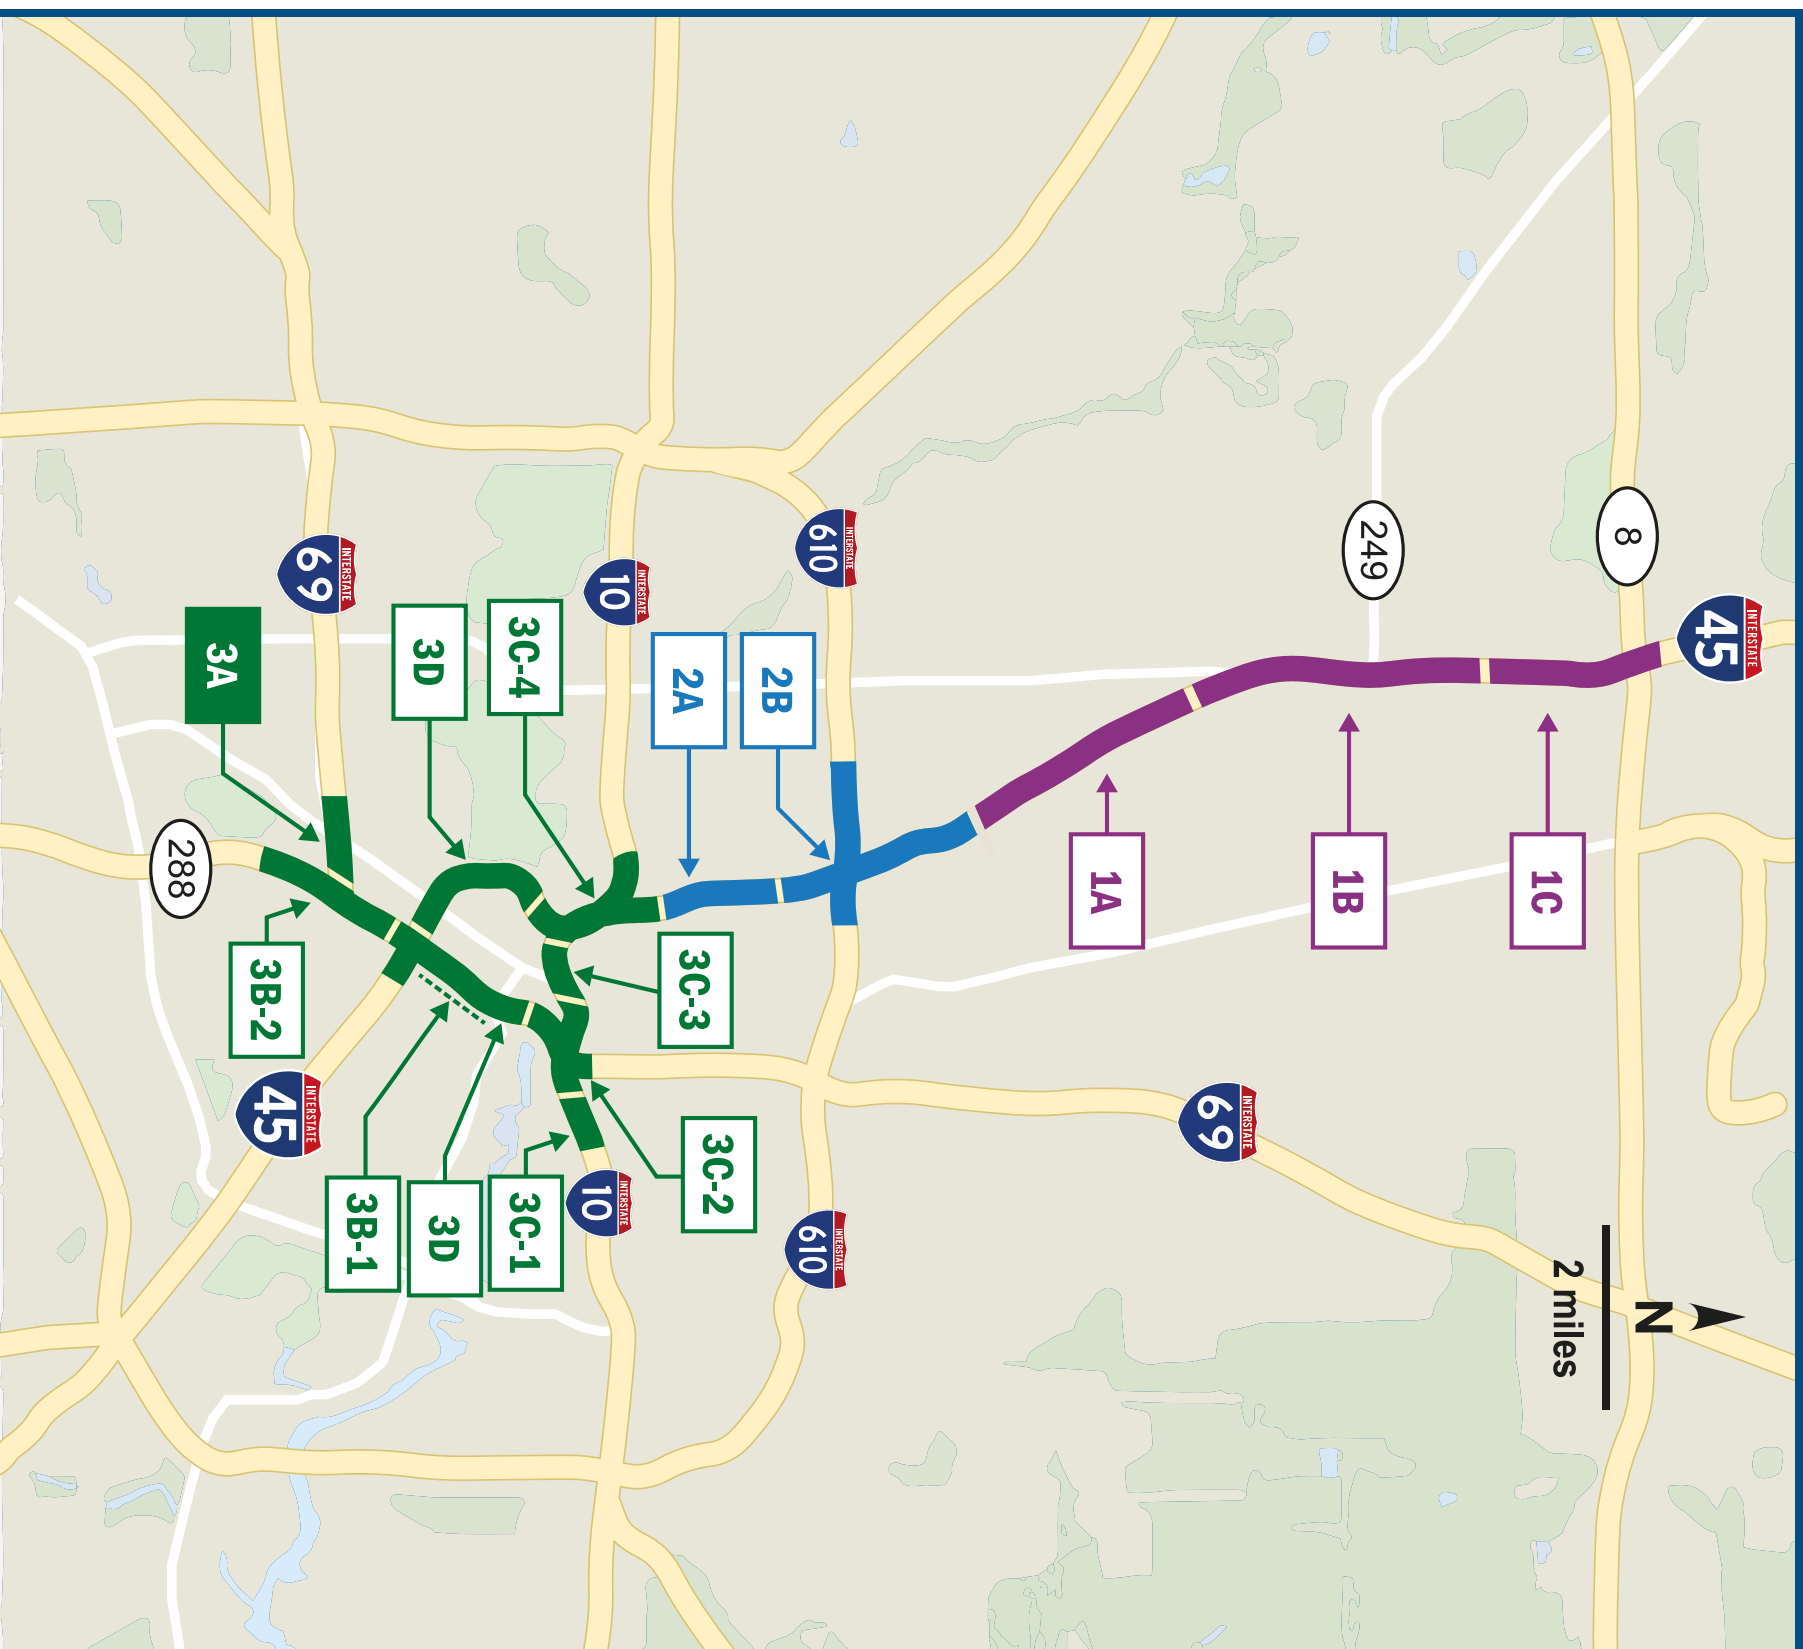 INTERSTATE
45
8
249
1C
1B
1A
INTERSTATE
610
2B
2A
INTERSTATE
10
3C-4
3D
INTERSTATE
69
3A
288
3B-2
3C-3
INTERSTATE
69
3C-2
INTERSTATE
610
INTERSTATE
10
3C-1
3D
3B-1
INTERSTATE
45
N
2 miles